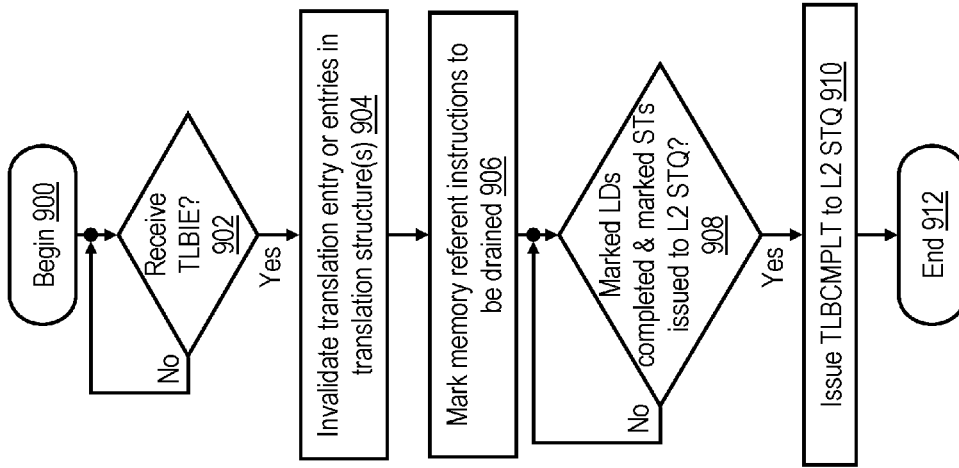 Begin 900
Receive
TLBIE?
902
No
Yes
Invalidate translation entry or entries in
translation structure(s) 904
Mark memory referent instructions to
be drained 906
Marked LDs
completed & marked STs
issued to L2 STQ?
908
No
Yes
Issue TLBCMPLT to L2 STQ 910
End 912